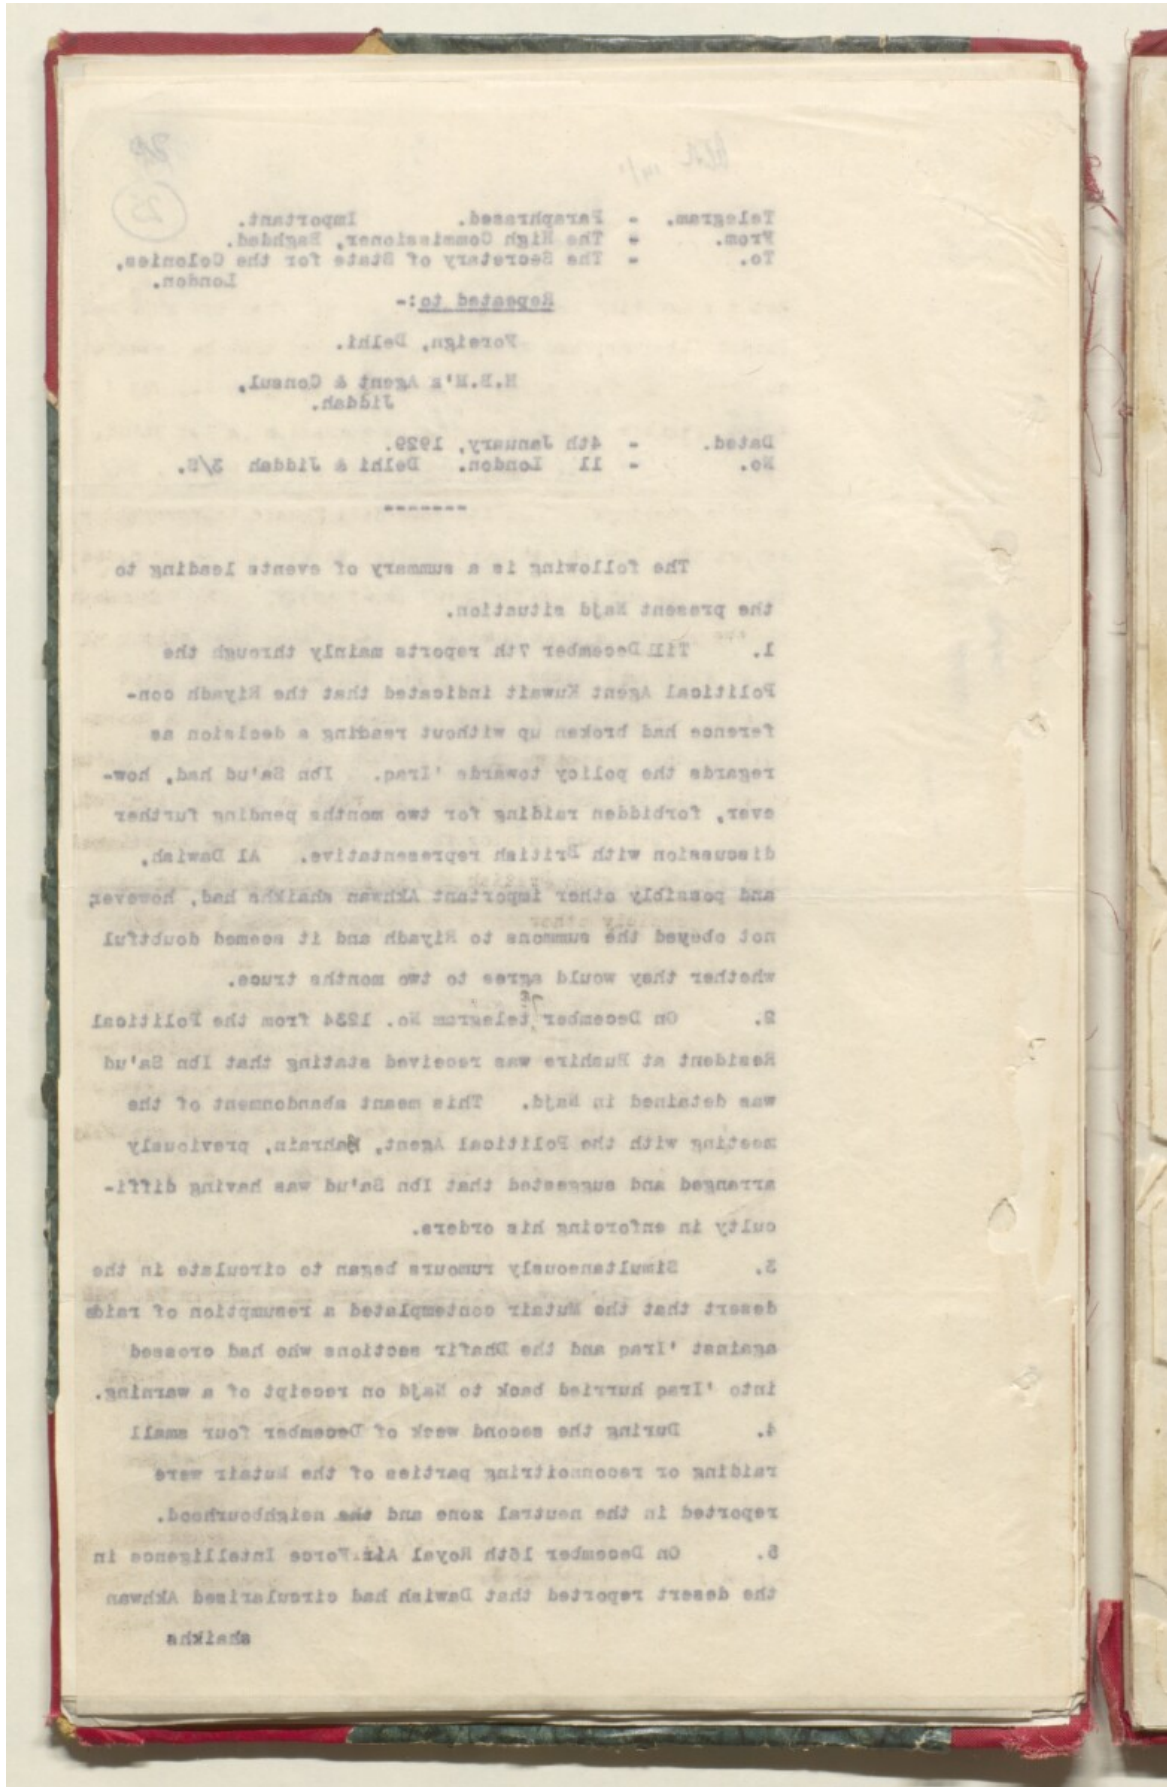 25
Telegram. - Paraphrased. Important.
From. - The High Commissioner, Baghdad.
To. - The Secretary of State for the Colonies,
London.
Repeated to:-
Foreign, Delhi.
H.B.M's Agent & Consul,
Jiddah.
Dated. - 4th January, 1929.
No. - 11 London. Delhi & Jiddah 3/S.
-------
The following is a summary of events leading to
the present Najd situation.
1. Till December 7th reports mainly through the
Political Agent Kuwait indicated that the Riyadh con-
ference had broken up without reading a decision as
regards the policy towards 'Iraq. Ibn Sa'ud had, how-
ever, forbidden raiding for two months pending further
discussion with British representative. Al Dawish,
and possibly other important Akhwan shaikhs had, however,
not obeyed the summons to Riyadh and it seemed doubtful
whether they would agree to two months truce.
2. On December telegram No. 1234 from the Political
Resident at Bushire was received stating that Ibn Sa'ud
was detained in Najd. This meant abandonment of the
meeting with the Political Agent, Bahrain, previously
arranged and suggested that Ibn Sa'ud was having diffi-
culty in enforcing his orders.
3. Simultaneously rumours began to circulate in the
desert that the Mutair contemplated a resumption of raids
against 'Iraq and the Dhafir sections who had crossed
into 'Iraq hurried back to Najd on receipt of a warning.
4. During the second week of December four small
raiding or reconnoitring parties of the Mutair were
reported in the neutral zone and the neighbourhood.
5. On December 16th Royal Air Force Intelligence in
the desert reported that Dawish had circularized Akhwan
shaikhs